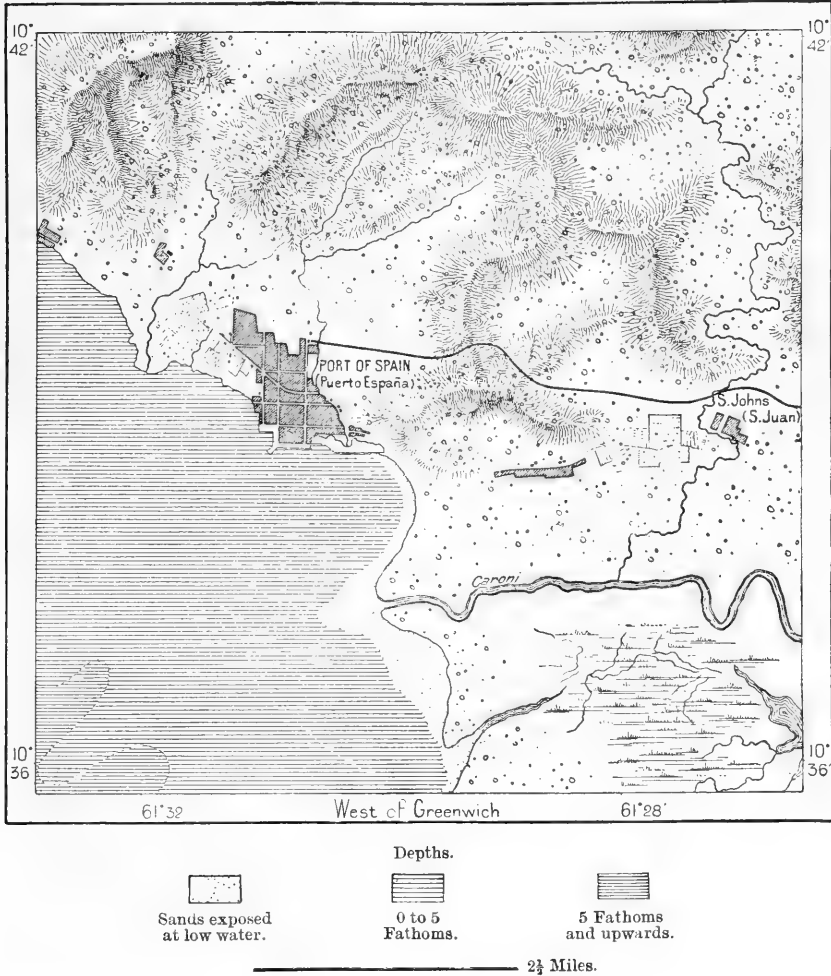 10°
42'
10°
42'
PORT OF SPAIN
(Puerto España)
S. Johns
(S. Juan)
Caroni
10°
36'
10°
36'
61°32'
West of Greenwich
61°28'
Depths.
Sands exposed
at low water.
0 to 5
Fathoms.
5 Fathoms
and upwards.
2½ Miles.